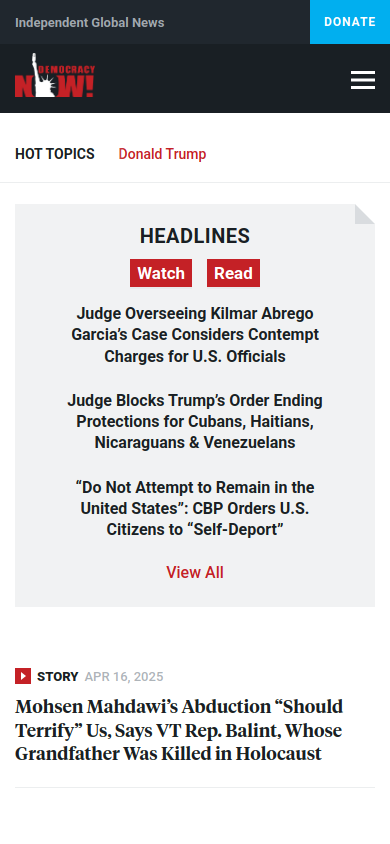 Independent Global News
DONATE
DEMOCRACY
NOW!
HOT TOPICS
Donald Trump
HEADLINES
Watch
Read
Judge Overseeing Kilmar Abrego
Garcia’s Case Considers Contempt
Charges for U.S. Officials
Judge Blocks Trump’s Order Ending
Protections for Cubans, Haitians,
Nicaraguans & Venezuelans
“Do Not Attempt to Remain in the
United States”: CBP Orders U.S.
Citizens to “Self-Deport”
View All
STORY APR 16, 2025
Mohsen Mahdawi’s Abduction “Should
Terrify” Us, Says VT Rep. Balint, Whose
Grandfather Was Killed in Holocaust